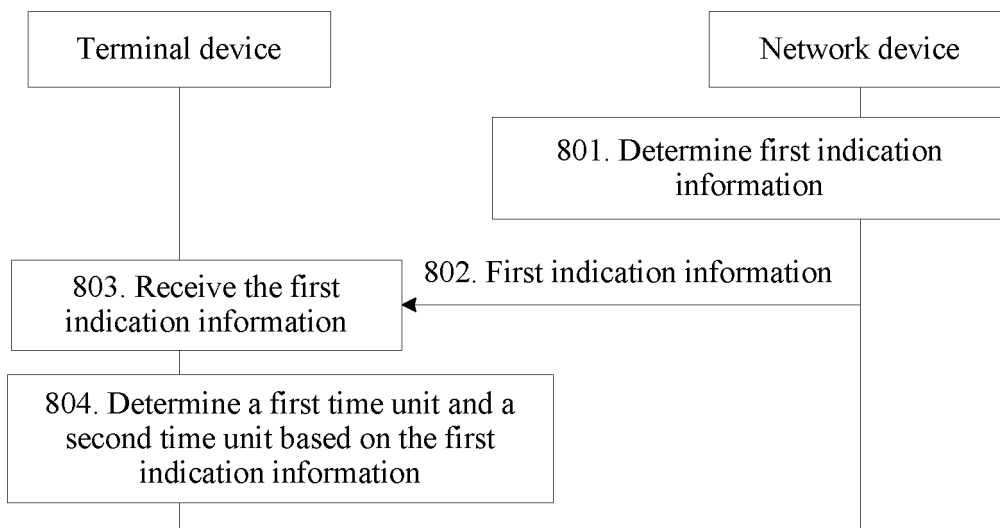 Terminal device
Network device
801. Determine first indication
information
802. First indication information
803. Receive the first
indication information
804. Determine a first time unit and a
second time unit based on the first
indication information